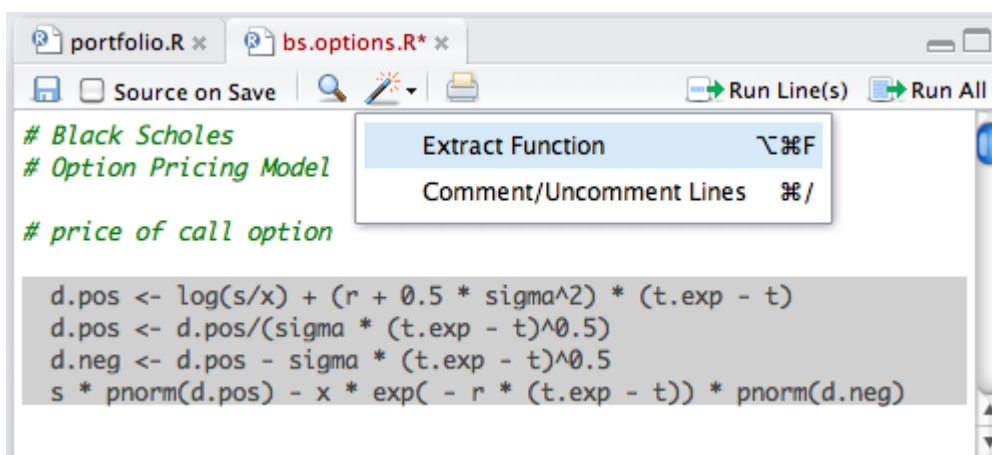 portfolio.R bs.options.R*
Source on Save Run Line(s) Run All
# Black Scholes
# Option Pricing Model
Extract Function ⌥⌘F
Comment/Uncomment Lines ⌘/
# price of call option
d.pos <- log(s/x) + (r + 0.5 * sigma^2) * (t.exp - t)
d.pos <- d.pos/(sigma * (t.exp - t)^0.5)
d.neg <- d.pos - sigma * (t.exp - t)^0.5
s * pnorm(d.pos) - x * exp( - r * (t.exp - t)) * pnorm(d.neg)